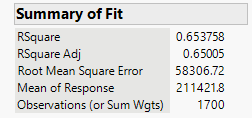 Summary of Fit
RSquare 0.653758
RSquare Adj 0.65005
Root Mean Square Error 58306.72
Mean of Response 211421.8
Observations (or Sum Wgts) 1700